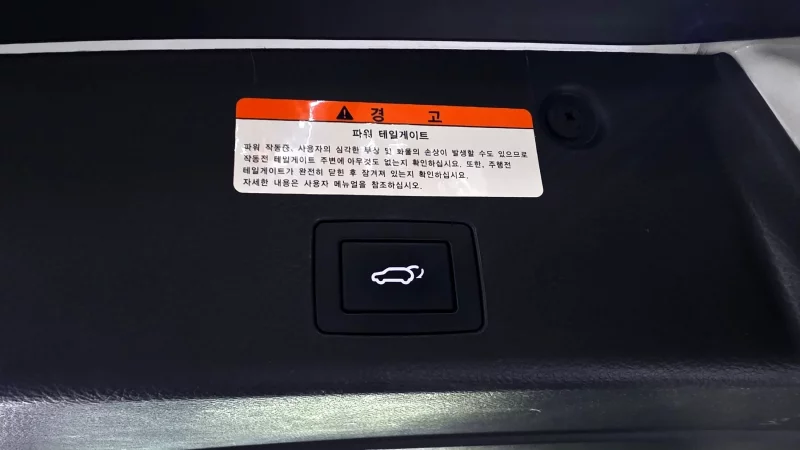 경 고
파워 테일게이트
파워 작동중, 사용자의 심각한 부상 및 화물의 손상이 발생할 수도 있으므로
작동전 테일게이트 주변에 아무것도 없는지 확인하십시요. 또한, 주행전
테일게이트가 완전히 닫힌 후 잠겨져 있는지 확인하십시요.
자세한 내용은 사용자 메뉴얼을 참조하십시오.